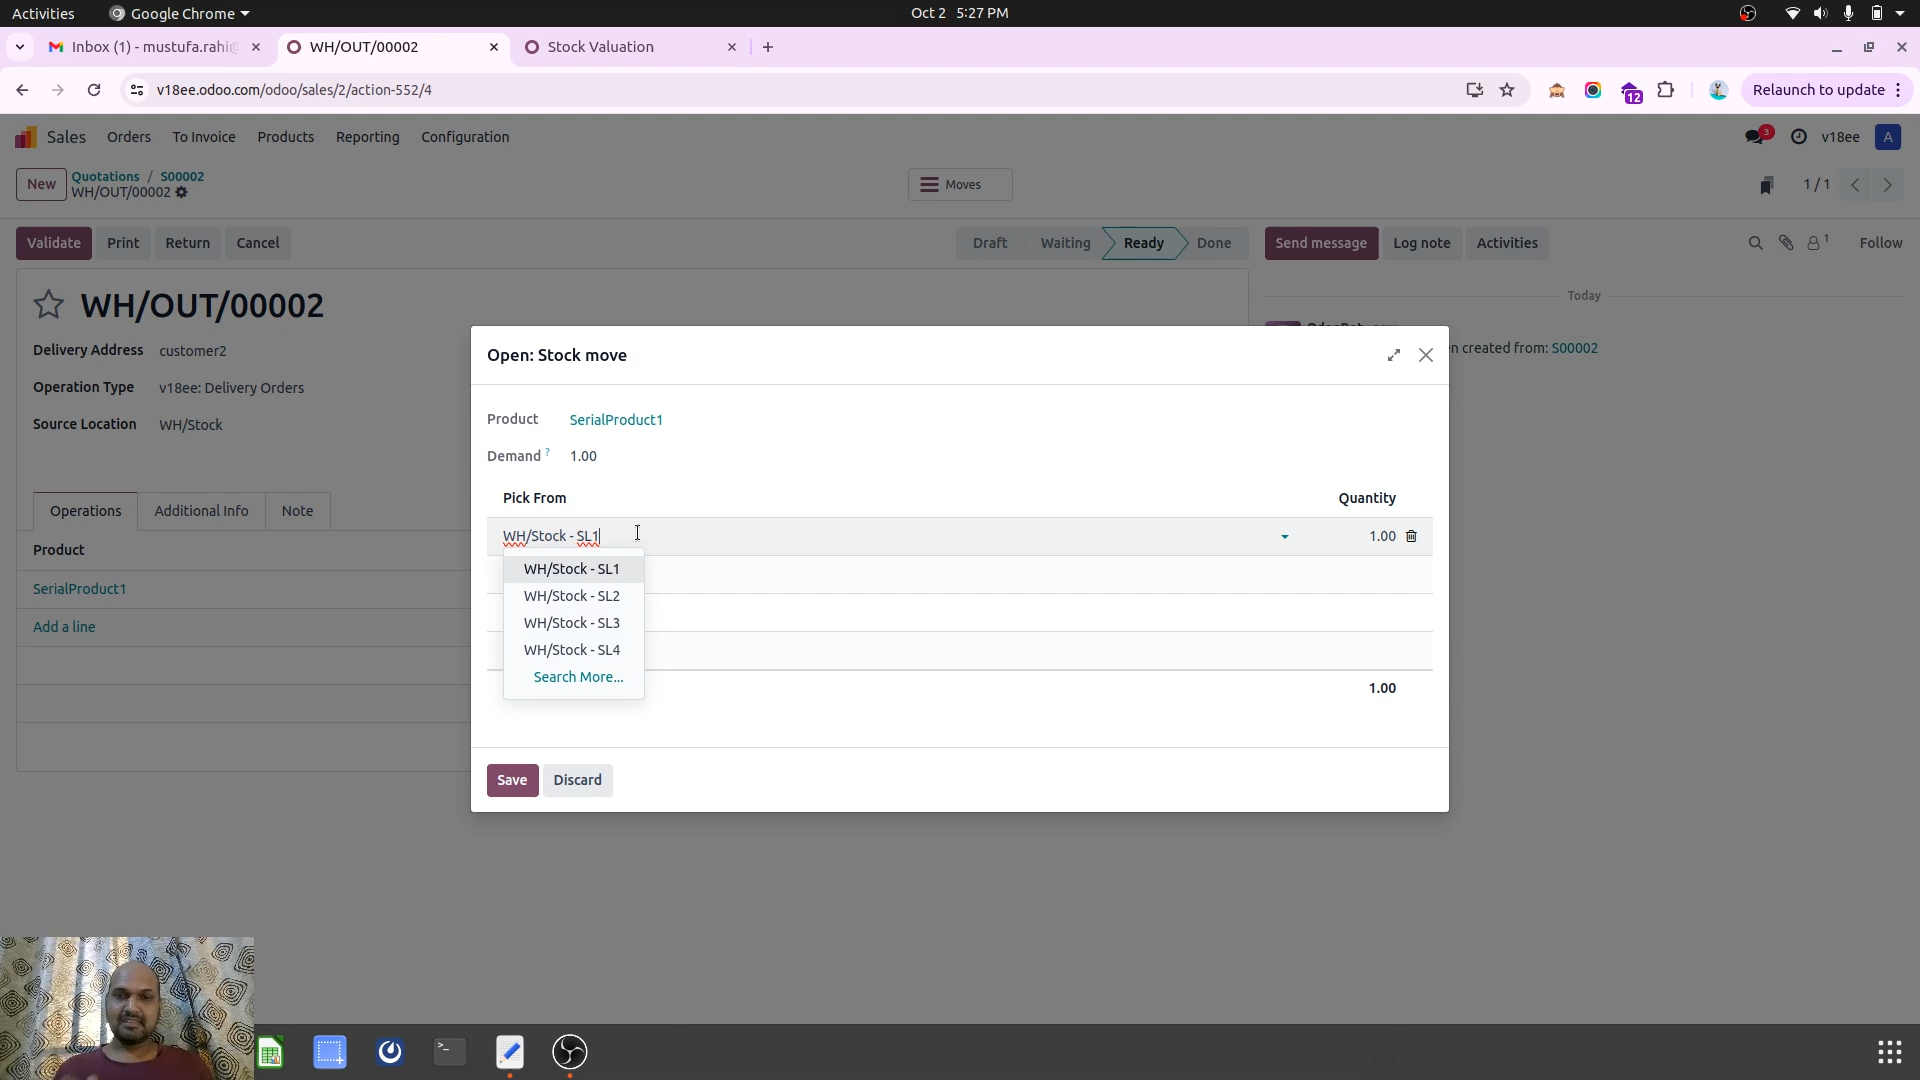 Activities
Google Chrome
Oct 2 5:27 PM
Inbox (1) - mustufa.rahi@
WH/OUT/00002
Stock Valuation
v18ee.odoo.com/odoo/sales/2/action-552/4
12
Relaunch to update
Sales
Orders
To Invoice
Products
Reporting
Configuration
3
v18ee
A
New
Quotations / S00002
WH/OUT/00002
Moves
1 / 1
Validate
Print
Return
Cancel
Draft
Waiting
Ready
Done
Send message
Log note
Activities
1
Follow
WH/OUT/00002
Today
Delivery Address customer2
Operation Type v18ee: Delivery Orders
Source Location WH/Stock
n created from: S00002
Operations
Additional Info
Note
Product
SerialProduct1
Add a line
Open: Stock move
Product SerialProduct1
Demand ? 1.00
Pick From
Quantity
WH/Stock - SL1
1.00
WH/Stock - SL1
WH/Stock - SL2
WH/Stock - SL3
WH/Stock - SL4
Search More...
1.00
Save
Discard